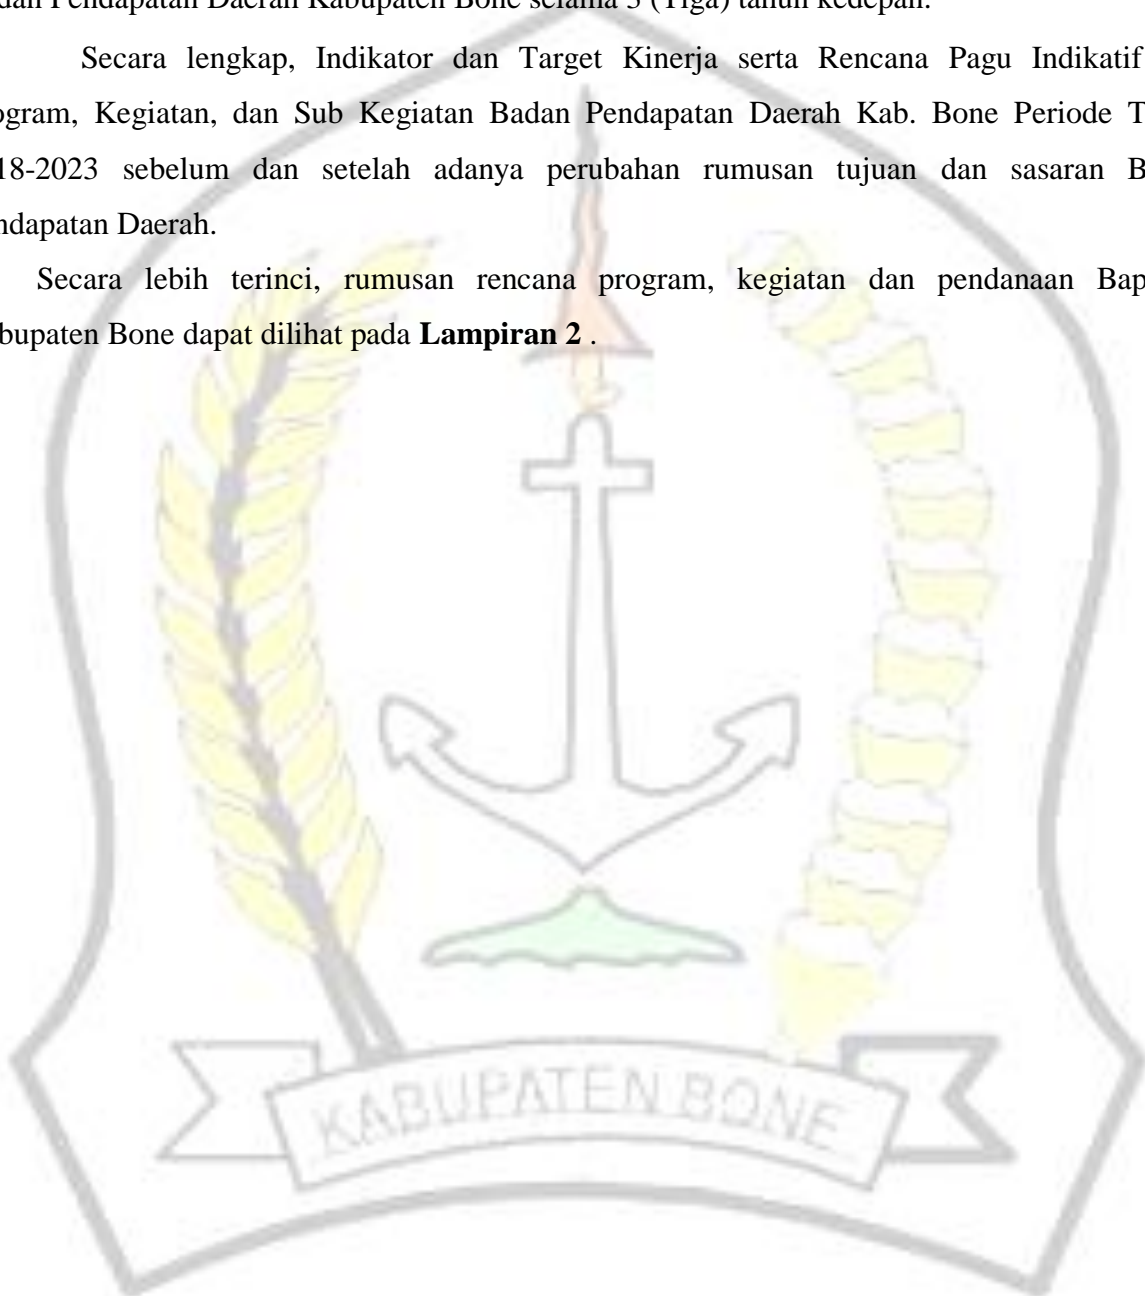 dan Pendapatan Daerah Kabupaten Bone selama 3 (Tiga) tahun kedepan.
Secara lengkap, Indikator dan Target Kinerja serta Rencana Pagu Indikatif
ogram, Kegiatan, dan Sub Kegiatan Badan Pendapatan Daerah Kab. Bone Periode T
18-2023 sebelum dan setelah adanya perubahan rumusan tujuan dan sasaran B
ndapatan Daerah.
Secara lebih terinci, rumusan rencana program, kegiatan dan pendanaan Bap
bupaten Bone dapat dilihat pada Lampiran 2 .
KABUPATEN BONE